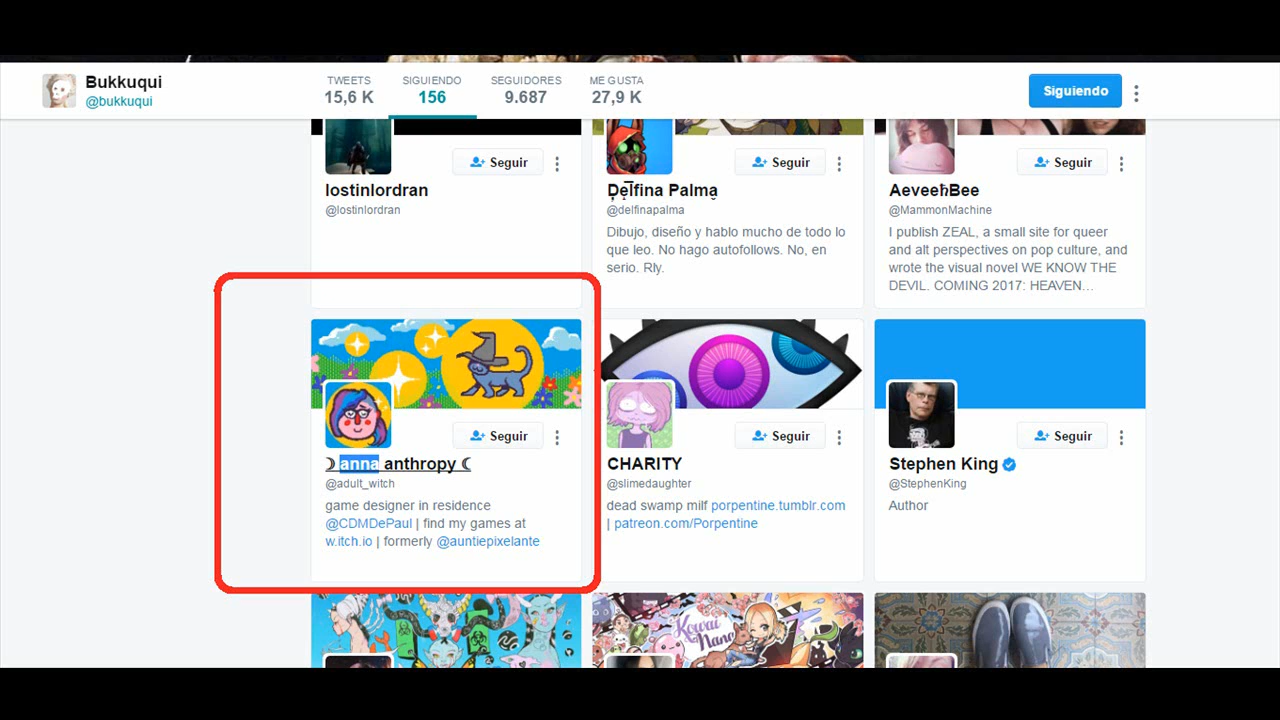 Bukkuqui
@bukkuqui
TWEETS
15,6 K
SIGUIENDO
156
SEGUIDORES
9.687
ME GUSTA
27,9 K
Siguiendo
Seguir
lostinlordran
@lostinlordran
Seguir
Delfina Palma
@delfinapalma
Dibujo, diseño y hablo mucho de todo lo
que leo. No hago autofollows. No, en
serio. Rly.
Seguir
AeveeħBee
@MammonMachine
I publish ZEAL, a small site for queer
and alt perspectives on pop culture, and
wrote the visual novel WE KNOW THE
DEVIL. COMING 2017: HEAVEN…
Seguir
☽ anna anthropy ☾
@adult_witch
game designer in residence
@CDMDePaul | find my games at
w.itch.io | formerly @auntiepixelante
Seguir
CHARITY
@slimedaughter
dead swamp milf porpentine.tumblr.com
| patreon.com/Porpentine
Seguir
Stephen King
@StephenKing
Author
Kowai
Nana